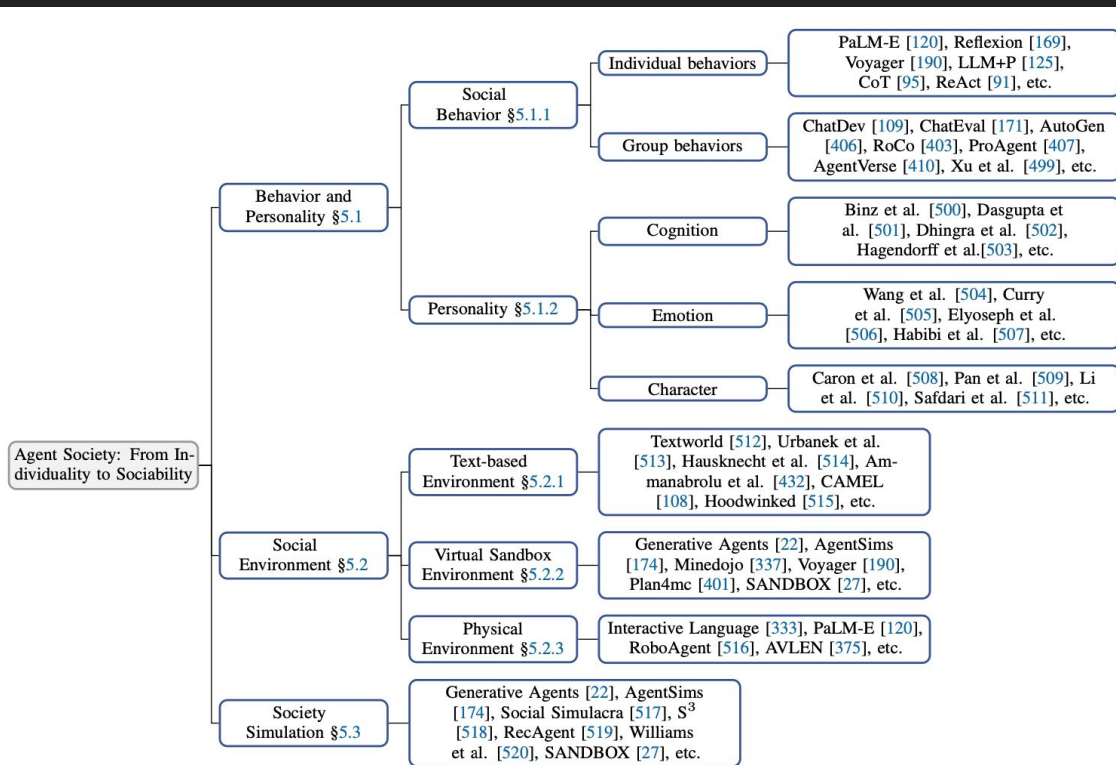 Agent Society: From In-
dividuality to Sociability
Behavior and
Personality §5.1
Social
Behavior §5.1.1
Individual behaviors
PaLM-E [120], Reflexion [169],
Voyager [190], LLM+P [125],
CoT [95], ReAct [91], etc.
Group behaviors
ChatDev [109], ChatEval [171], AutoGen
[406], RoCo [403], ProAgent [407],
AgentVerse [410], Xu et al. [499], etc.
Personality §5.1.2
Cognition
Binz et al. [500], Dasgupta et
al. [501], Dhingra et al. [502],
Hagendorff et al.[503], etc.
Emotion
Wang et al. [504], Curry
et al. [505], Elyoseph et al.
[506], Habibi et al. [507], etc.
Character
Caron et al. [508], Pan et al. [509], Li
et al. [510], Safdari et al. [511], etc.
Social
Environment §5.2
Text-based
Environment §5.2.1
Textworld [512], Urbanek et al.
[513], Hausknecht et al. [514], Am-
manabrolu et al. [432], CAMEL
[108], Hoodwinked [515], etc.
Virtual Sandbox
Environment §5.2.2
Generative Agents [22], AgentSims
[174], Minedojo [337], Voyager [190],
Plan4mc [401], SANDBOX [27], etc.
Physical
Environment §5.2.3
Interactive Language [333], PaLM-E [120],
RoboAgent [516], AVLEN [375], etc.
Society
Simulation §5.3
Generative Agents [22], AgentSims
[174], Social Simulacra [517], S³
[518], RecAgent [519], Williams
et al. [520], SANDBOX [27], etc.